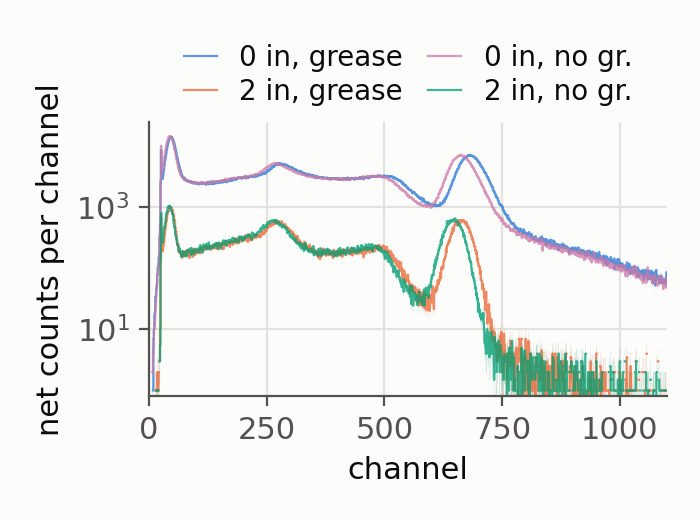 0 in, grease
0 in, no gr.
2 in, grease
2 in, no gr.
net counts per channel
10³
10¹
0 250 500 750 1000
channel